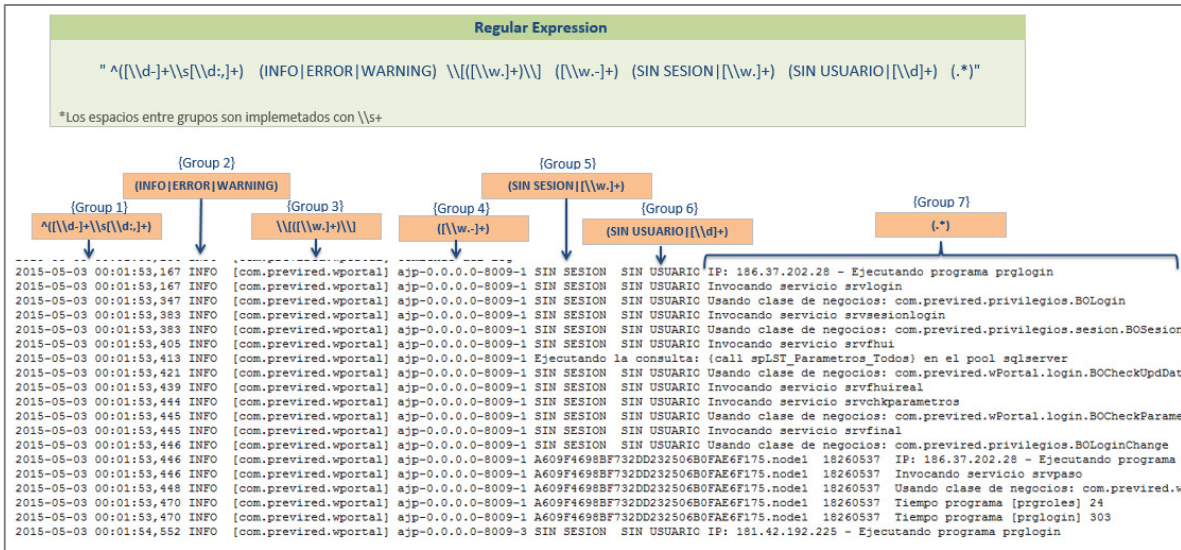 Regular Expression
" ^([\\d-]+\\s[\\d:,]+) (INFO|ERROR|WARNING) \\[([\\w.]+)\\] ([\\w.-]+) (SIN SESION|[\\w.]+) (SIN USUARIO|[\\d]+) (.*)"
*Los espacios entre grupos son implemetados con \\s+
{Group 2}
{Group 5}
(INFO|ERROR|WARNING)
(SIN SESION|[\\w.]+)
{Group 1}
{Group 3}
{Group 4}
{Group 6}
{Group 7}
^([\\d-]+\\s[\\d:,]+)
\\[([\\w.]+)\\]
([\\w.-]+)
(SIN USUARIO|[\\d]+)
(.*)
2015-05-03 00:01:53,167 INFO [com.previred.wportal] ajp-0.0.0.0-8009-1 SIN SESION SIN USUARIO IP: 186.37.202.28 - Ejecutando programa prglogin
2015-05-03 00:01:53,167 INFO [com.previred.wportal] ajp-0.0.0.0-8009-1 SIN SESION SIN USUARIO Invocando servicio srvlogin
2015-05-03 00:01:53,347 INFO [com.previred.wportal] ajp-0.0.0.0-8009-1 SIN SESION SIN USUARIO Usando clase de negocios: com.previred.privilegios.BOLogin
2015-05-03 00:01:53,383 INFO [com.previred.wportal] ajp-0.0.0.0-8009-1 SIN SESION SIN USUARIO Invocando servicio srvsesionlogin
2015-05-03 00:01:53,383 INFO [com.previred.wportal] ajp-0.0.0.0-8009-1 SIN SESION SIN USUARIO Usando clase de negocios: com.previred.privilegios.sesion.BOSesion
2015-05-03 00:01:53,405 INFO [com.previred.wportal] ajp-0.0.0.0-8009-1 SIN SESION SIN USUARIO Invocando servicio srvfhui
2015-05-03 00:01:53,413 INFO [com.previred.wportal] ajp-0.0.0.0-8009-1 Ejecutando la consulta: {call spLST_Parametros_Todos} en el pool sqlserver
2015-05-03 00:01:53,421 INFO [com.previred.wportal] ajp-0.0.0.0-8009-1 SIN SESION SIN USUARIO Usando clase de negocios: com.previred.wPortal.login.BOCheckUpdDat
2015-05-03 00:01:53,439 INFO [com.previred.wportal] ajp-0.0.0.0-8009-1 SIN SESION SIN USUARIO Invocando servicio srvfhuireal
2015-05-03 00:01:53,444 INFO [com.previred.wportal] ajp-0.0.0.0-8009-1 SIN SESION SIN USUARIO Invocando servicio srvchkparametros
2015-05-03 00:01:53,445 INFO [com.previred.wportal] ajp-0.0.0.0-8009-1 SIN SESION SIN USUARIO Usando clase de negocios: com.previred.wPortal.login.BOCheckParame
2015-05-03 00:01:53,445 INFO [com.previred.wportal] ajp-0.0.0.0-8009-1 SIN SESION SIN USUARIO Invocando servicio srvfinal
2015-05-03 00:01:53,446 INFO [com.previred.wportal] ajp-0.0.0.0-8009-1 SIN SESION SIN USUARIO Usando clase de negocios: com.previred.privilegios.BOLoginChange
2015-05-03 00:01:53,446 INFO [com.previred.wportal] ajp-0.0.0.0-8009-1 A609F4698BF732DD232506B0FAE6F175.node1 18260537 IP: 186.37.202.28 - Ejecutando programa
2015-05-03 00:01:53,446 INFO [com.previred.wportal] ajp-0.0.0.0-8009-1 A609F4698BF732DD232506B0FAE6F175.node1 18260537 Invocando servicio srvpaso
2015-05-03 00:01:53,448 INFO [com.previred.wportal] ajp-0.0.0.0-8009-1 A609F4698BF732DD232506B0FAE6F175.node1 18260537 Usando clase de negocios: com.previred.w
2015-05-03 00:01:53,470 INFO [com.previred.wportal] ajp-0.0.0.0-8009-1 A609F4698BF732DD232506B0FAE6F175.node1 18260537 Tiempo programa [prgroles] 24
2015-05-03 00:01:53,470 INFO [com.previred.wportal] ajp-0.0.0.0-8009-1 A609F4698BF732DD232506B0FAE6F175.node1 18260537 Tiempo programa [prglogin] 303
2015-05-03 00:01:54,552 INFO [com.previred.wportal] ajp-0.0.0.0-8009-3 SIN SESION SIN USUARIO IP: 181.42.192.225 - Ejecutando programa prglogin